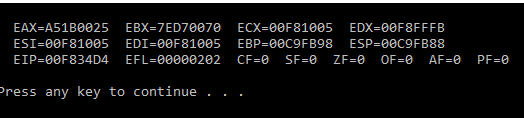 EAX=A51B0025  EBX=7ED70070  ECX=00F81005  EDX=00F8FFFB
ESI=00F81005  EDI=00F81005  EBP=00C9FB98  ESP=00C9FB88
EIP=00F834D4  EFL=00000202  CF=0  SF=0  ZF=0  OF=0  AF=0  PF=0
Press any key to continue . . .